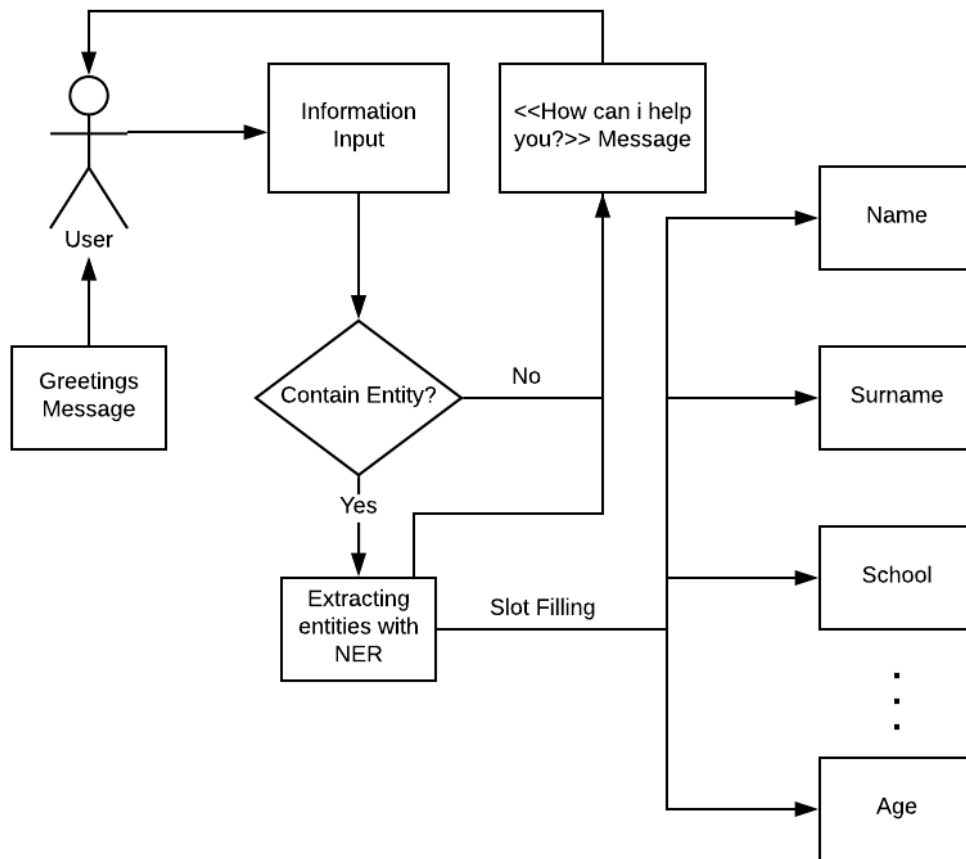 Information
Input
<<How can i help
you?>> Message
Name
User
Greetings
Message
Contain Entity?
No
Surname
Yes
Extracting
entities with
NER
Slot Filling
School
Age